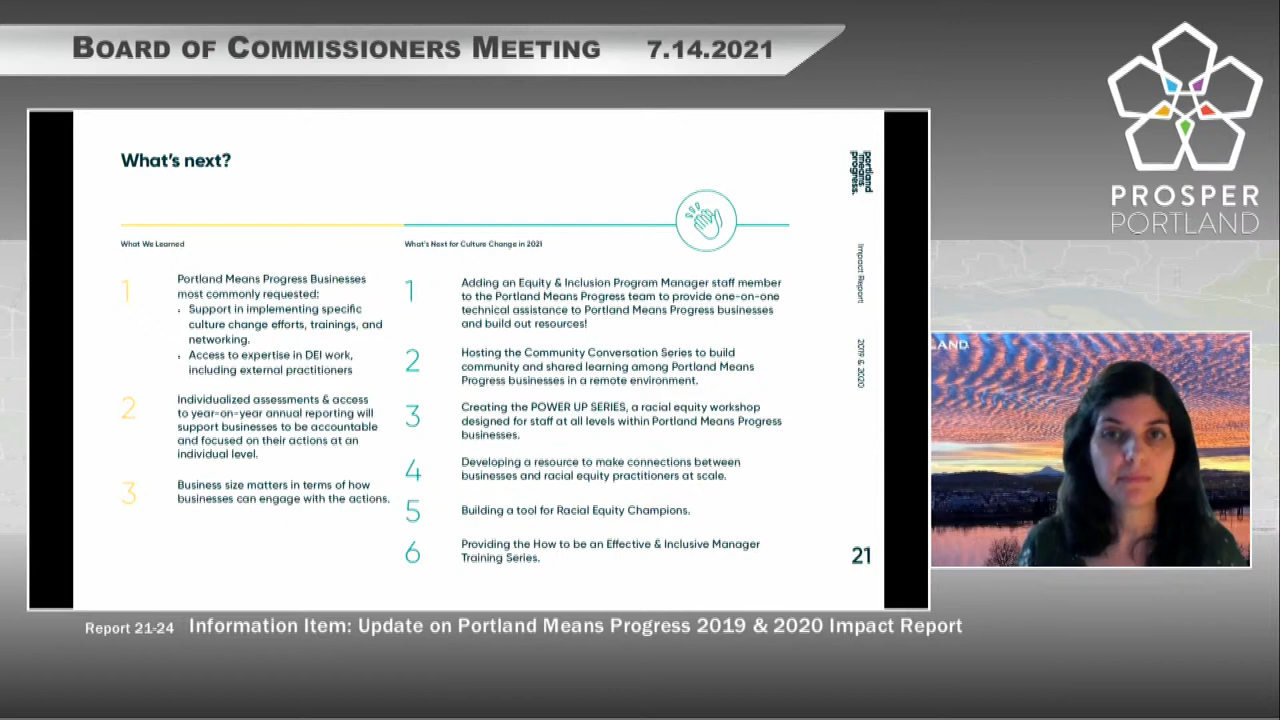 BOARD OF COMMISSIONERS MEETING 7.14.2021
PROSPER
PORTLAND
What's next?
portland
means
progress.
What We Learned
1
Portland Means Progress Businesses
most commonly requested:
• Support in implementing specific
culture change efforts, trainings, and
networking.
• Access to expertise in DEI work,
including external practitioners
2
Individualized assessments & access
to year-on-year annual reporting will
support businesses to be accountable
and focused on their actions at an
individual level.
3
Business size matters in terms of how
businesses can engage with the actions.
What's Next for Culture Change in 2021
1
Adding an Equity & Inclusion Program Manager staff member
to the Portland Means Progress team to provide one-on-one
technical assistance to Portland Means Progress businesses
and build out resources!
2
Hosting the Community Conversation Series to build
community and shared learning among Portland Means
Progress businesses in a remote environment.
3
Creating the POWER UP SERIES, a racial equity workshop
designed for staff at all levels within Portland Means Progress
businesses.
4
Developing a resource to make connections between
businesses and racial equity practitioners at scale.
5
Building a tool for Racial Equity Champions.
6
Providing the How to be an Effective & Inclusive Manager
Training Series.
Impact Report
2019 & 2020
21
LAND
Report 21-24 Information Item: Update on Portland Means Progress 2019 & 2020 Impact Report